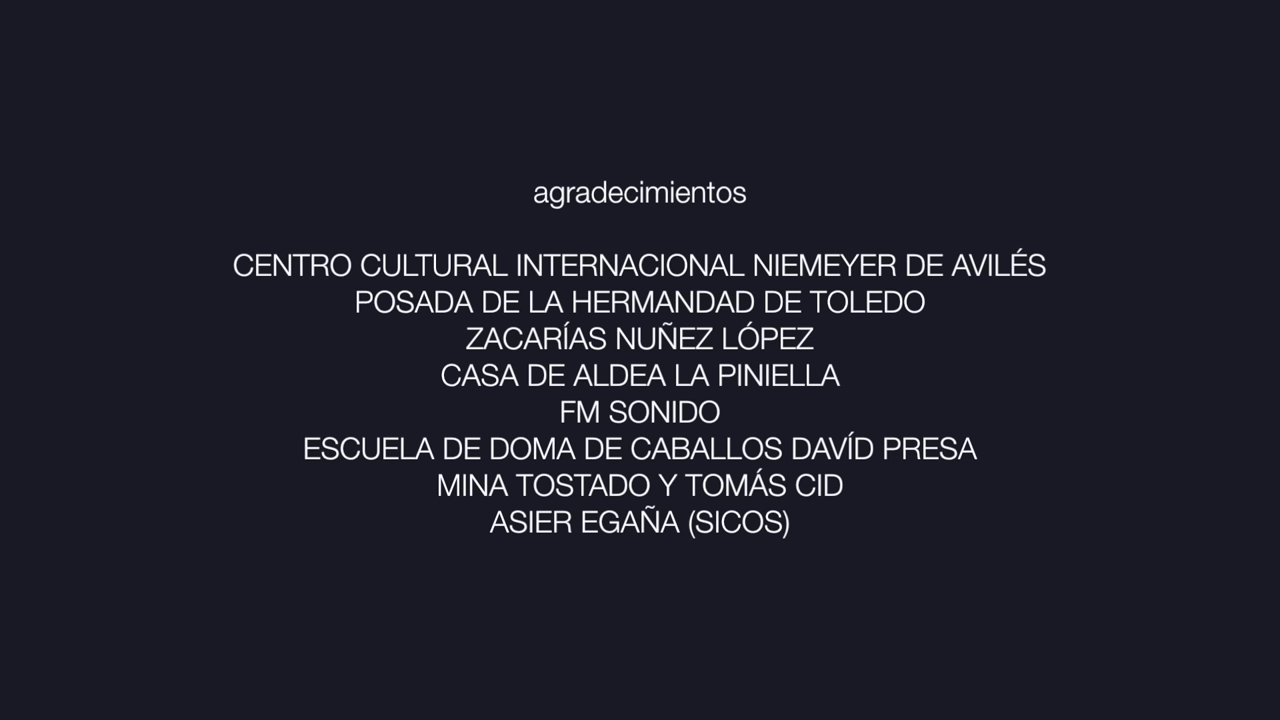 agradecimientos
CENTRO CULTURAL INTERNACIONAL NIEMEYER DE AVILÉS
POSADA DE LA HERMANDAD DE TOLEDO
ZACARÍAS NUÑEZ LÓPEZ
CASA DE ALDEA LA PINIELLA
FM SONIDO
ESCUELA DE DOMA DE CABALLOS DAVÍD PRESA
MINA TOSTADO Y TOMÁS CID
ASIER EGAÑA (SICOS)